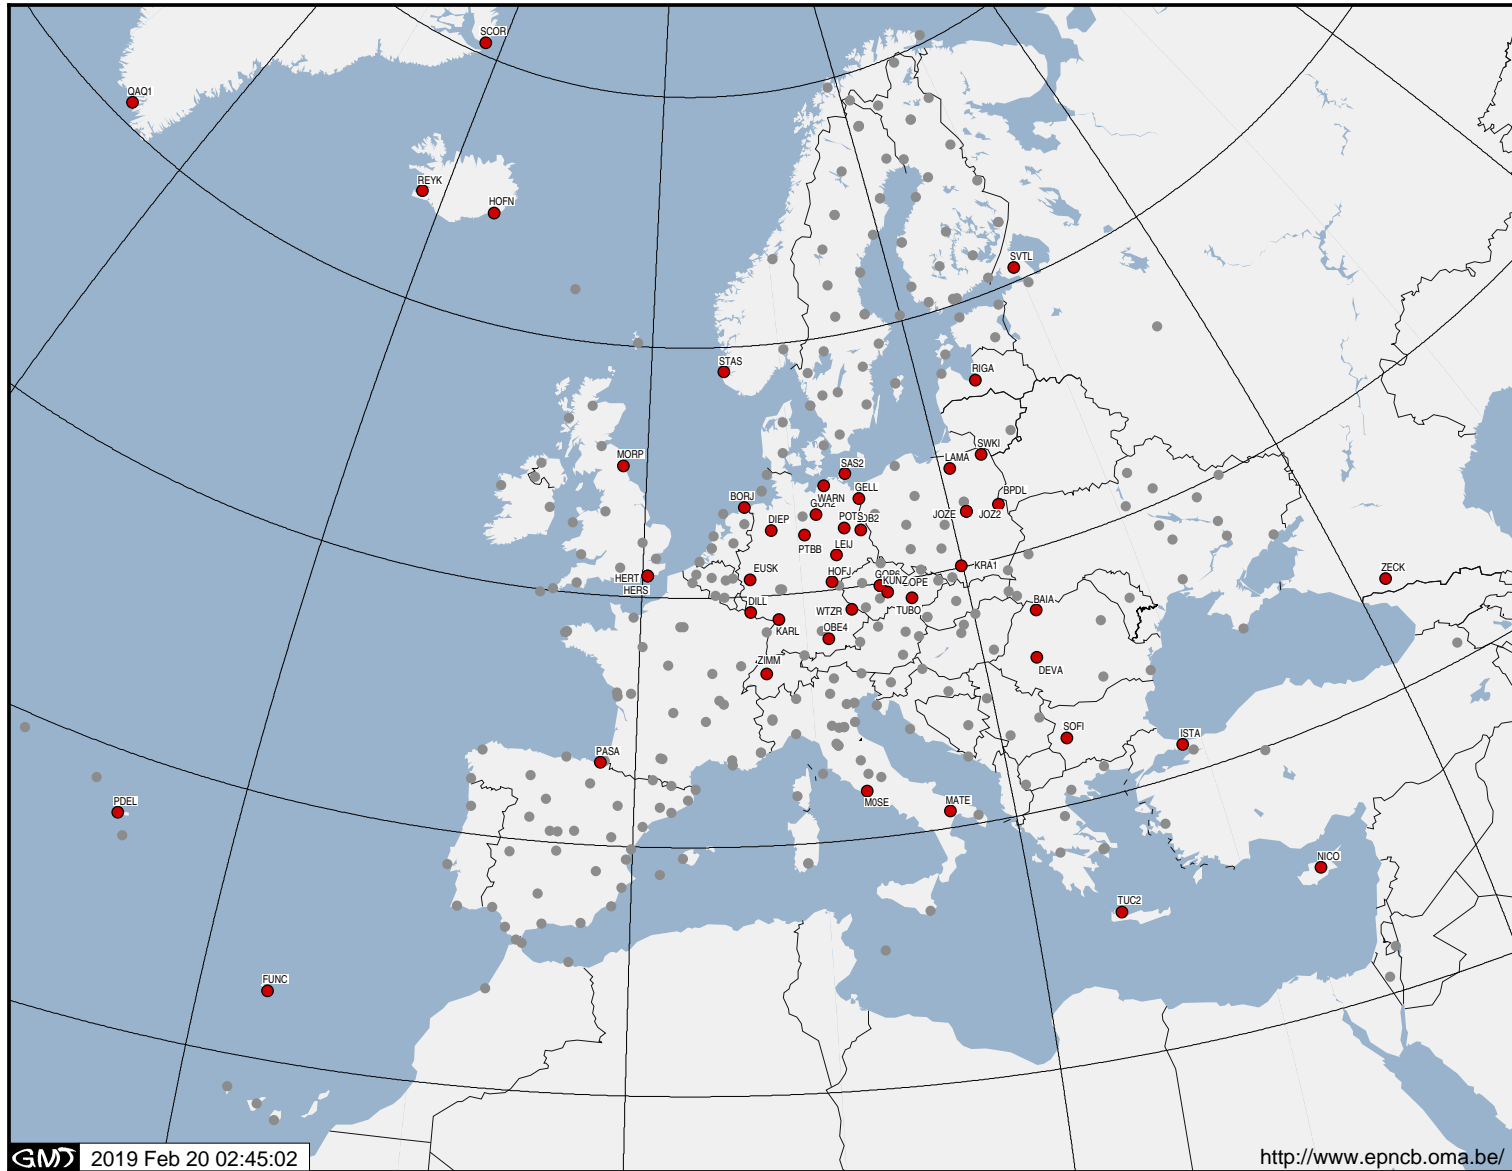 SCOR
QAQ1
REYK
HOFN
SVTL
STAS
RIGA
MORP
SWKI
LAMA
SAS2
BPDL
BORJ
WARN
GELL
DIEP
POTS
JOZE
JOZ2
PTBB
LEIJ
KRA1
HERT
HERS
EUSK
HOFJ
KUNZ
ZECK
DILL
WTZR
TUBO
BAIA
KARL
OBE4
ZIMM
DEVA
SOFI
ISTA
PASA
PDEL
M0SE
MATE
NICO
TUC2
FUNC
GMT
2019 Feb 20 02:45:02
http://www.epncb.oma.be/